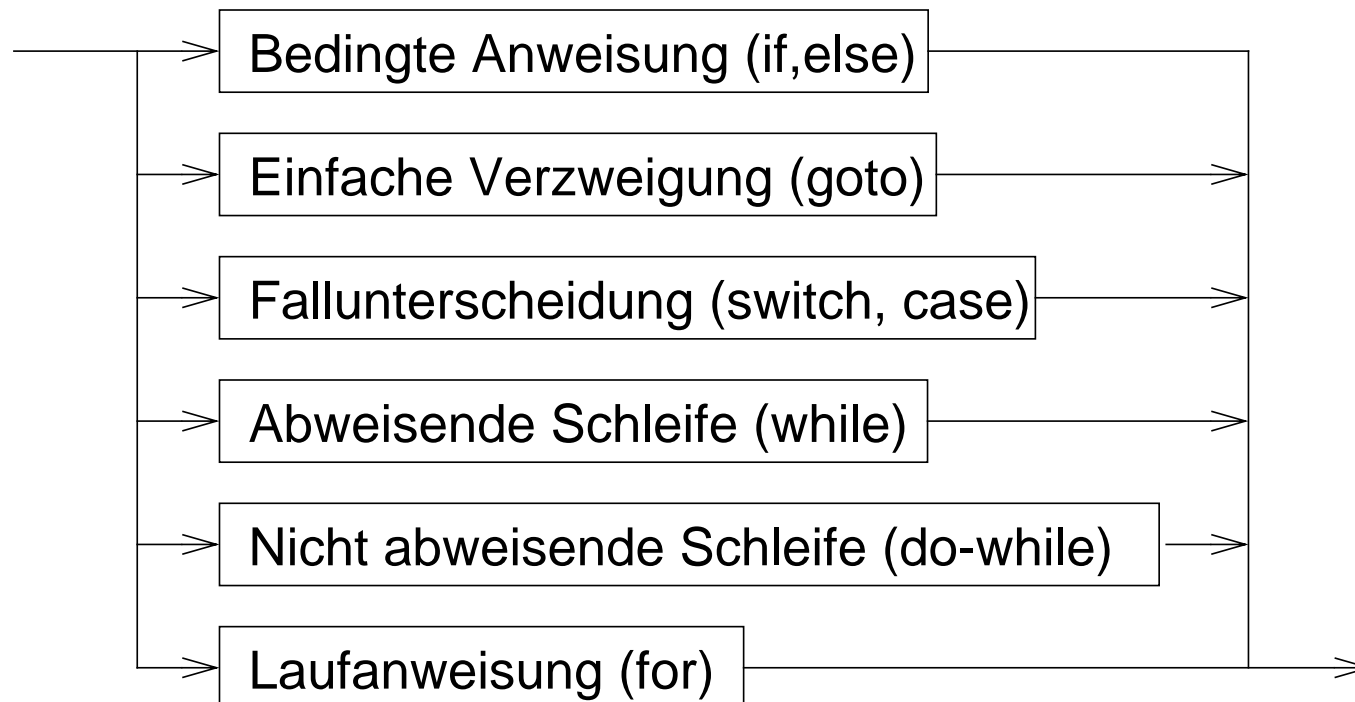 Bedingte Anweisung (if,else)
Einfache Verzweigung (goto)
Fallunterscheidung (switch, case)
Abweisende Schleife (while)
Nicht abweisende Schleife (do-while)
Laufanweisung (for)